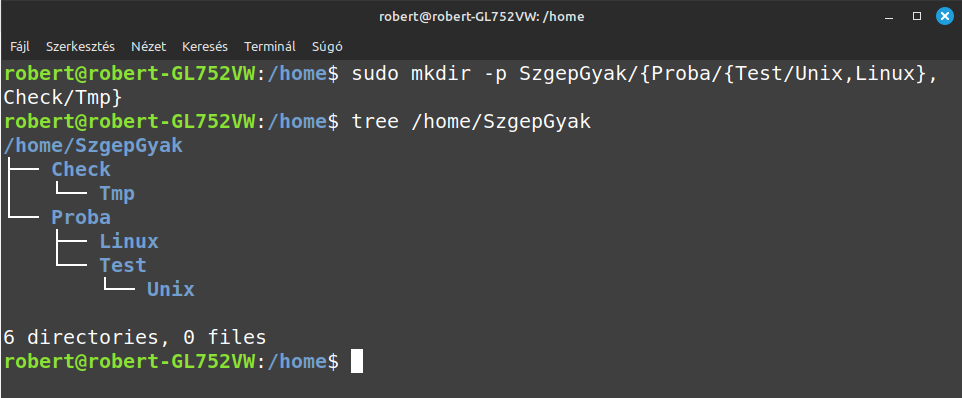 robert@robert-GL752VW: /home
Fájl Szerkesztés Nézet Keresés Terminál Súgó
robert@robert-GL752VW:/home$ sudo mkdir -p SzgepGyak/{Proba/{Test/Unix,Linux},
Check/Tmp}
robert@robert-GL752VW:/home$ tree /home/SzgepGyak
/home/SzgepGyak
├── Check
│   └── Tmp
└── Proba
    ├── Linux
    └── Test
        └── Unix
6 directories, 0 files
robert@robert-GL752VW:/home$